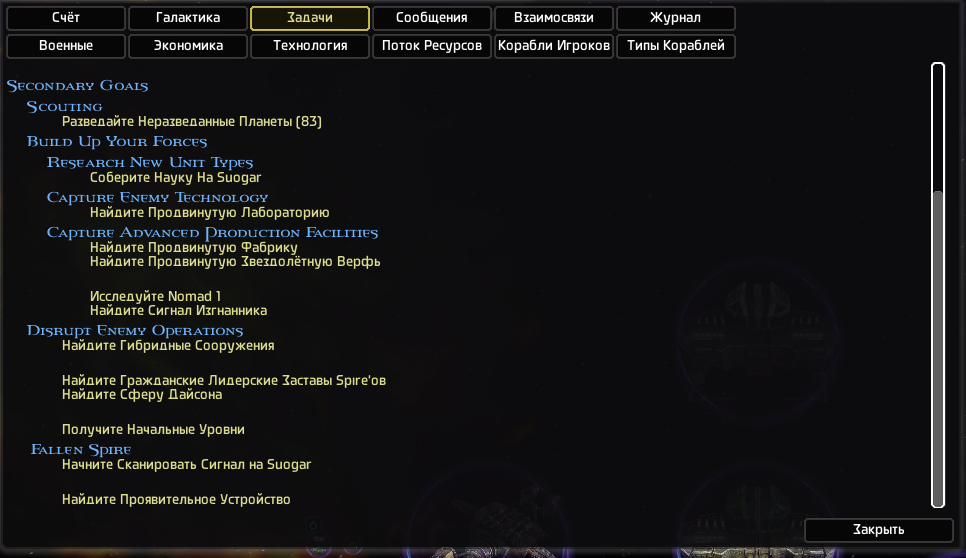 Счёт Галактика Задачи Сообщения Взаимосвязи Журнал
Военные Экономика Технология Поток Ресурсов Корабли Игроков Типы Кораблей
Secondary Goals
Scouting
Разведайте Неразведанные Планеты (83)
Build Up Your Forces
Research New Unit Types
Соберите Науку На Suogar
Capture Enemy Technology
Найдите Продвинутую Лабораторию
Capture Advanced Production Facilities
Найдите Продвинутую Фабрику
Найдите Продвинутую Звездолётную Верфь
Исследуйте Nomad 1
Найдите Сигнал Изгнанника
Disrupt Enemy Operations
Найдите Гибридные Сооружения
Найдите Гражданские Лидерские Заставы Spire'ов
Найдите Сферу Дайсона
Получите Начальные Уровни
Fallen Spire
Начните Сканировать Сигнал на Suogar
Найдите Проявительное Устройство
Закрыть